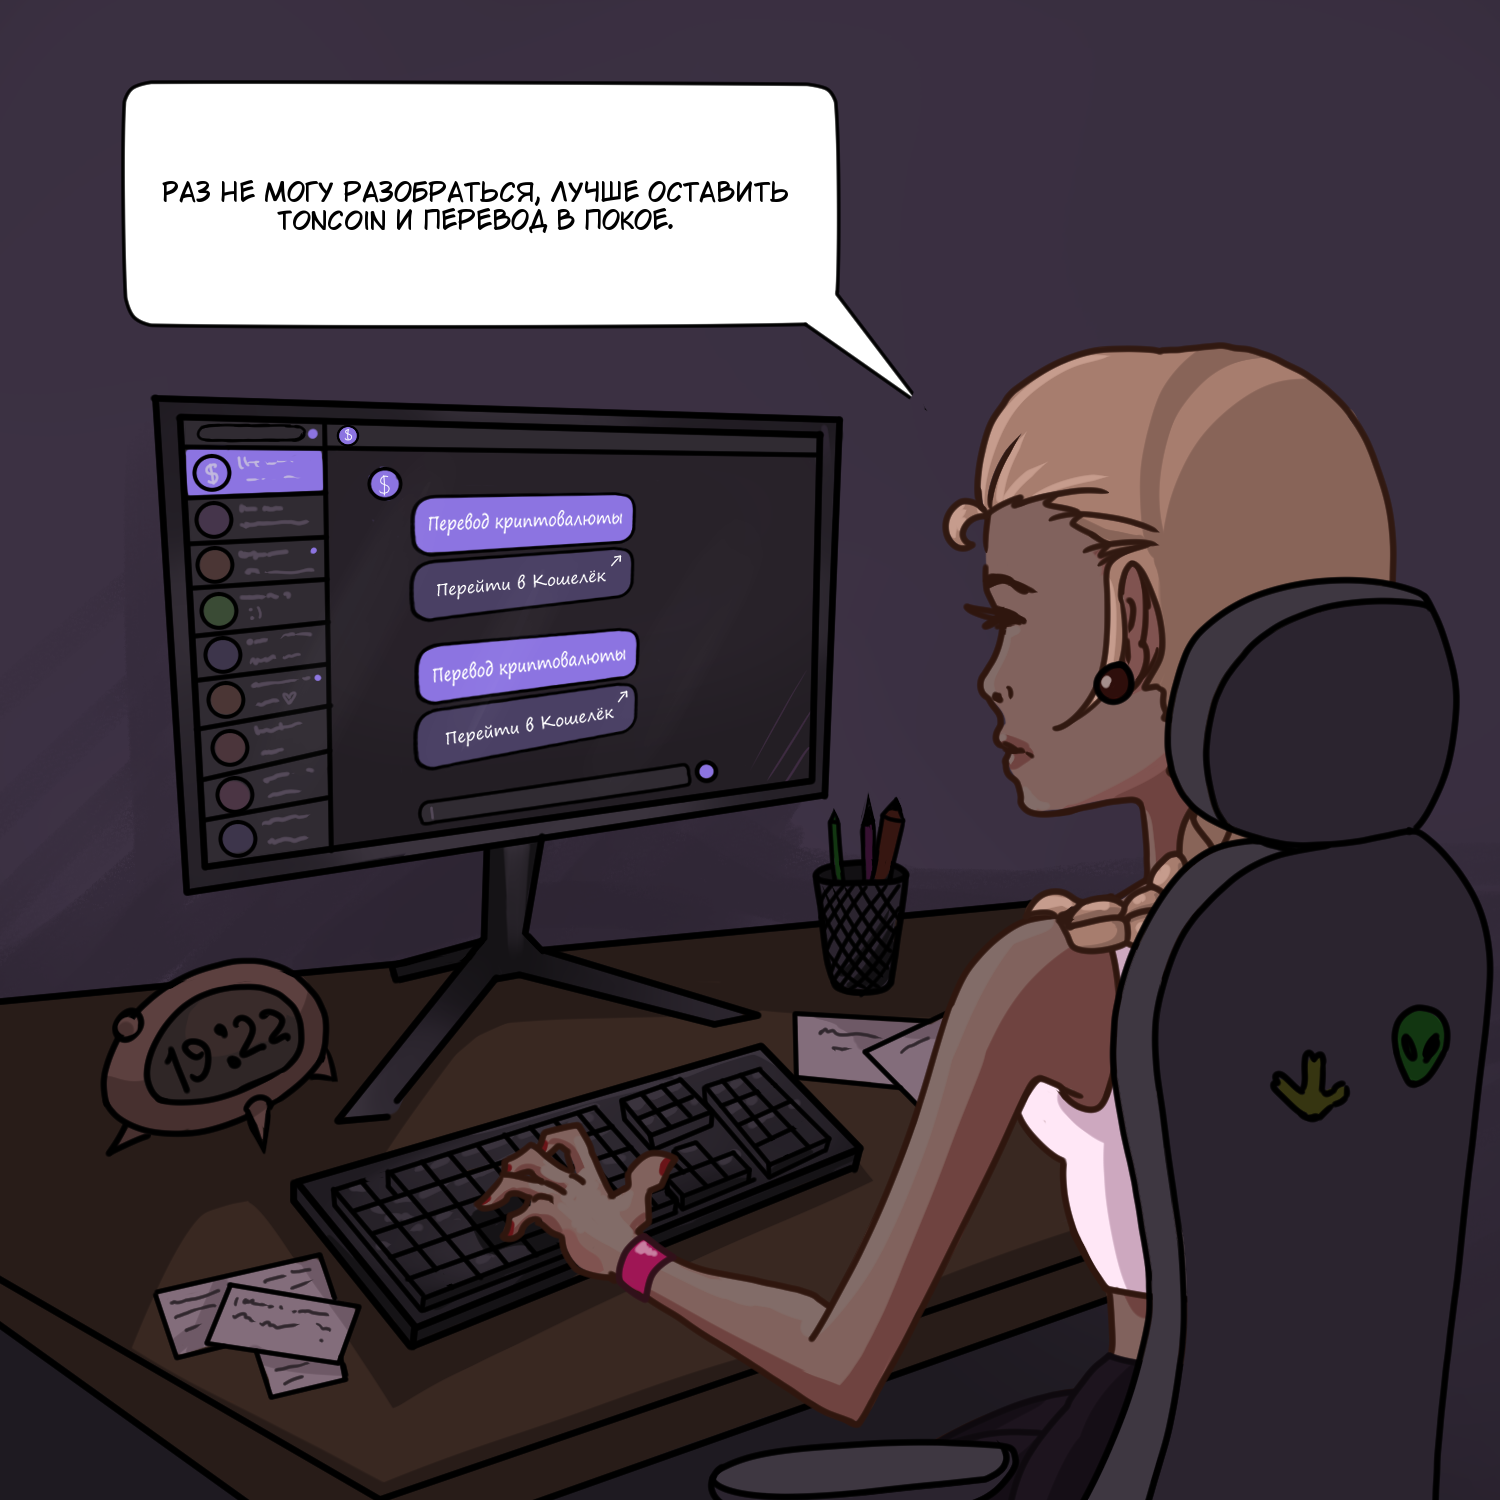 РАЗ НЕ МОГУ РАЗОБРАТЬСЯ, ЛУЧШЕ ОСТАВИТЬ
TONCOIN И ПЕРЕВОД В ПОКОЕ.
$
$
$
Перевод криптовалюты
Перейти в Кошелёк
Перевод криптовалюты
Перейти в Кошелёк
:)
19:22